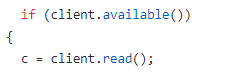 if (client.available())
{
c = client.read();